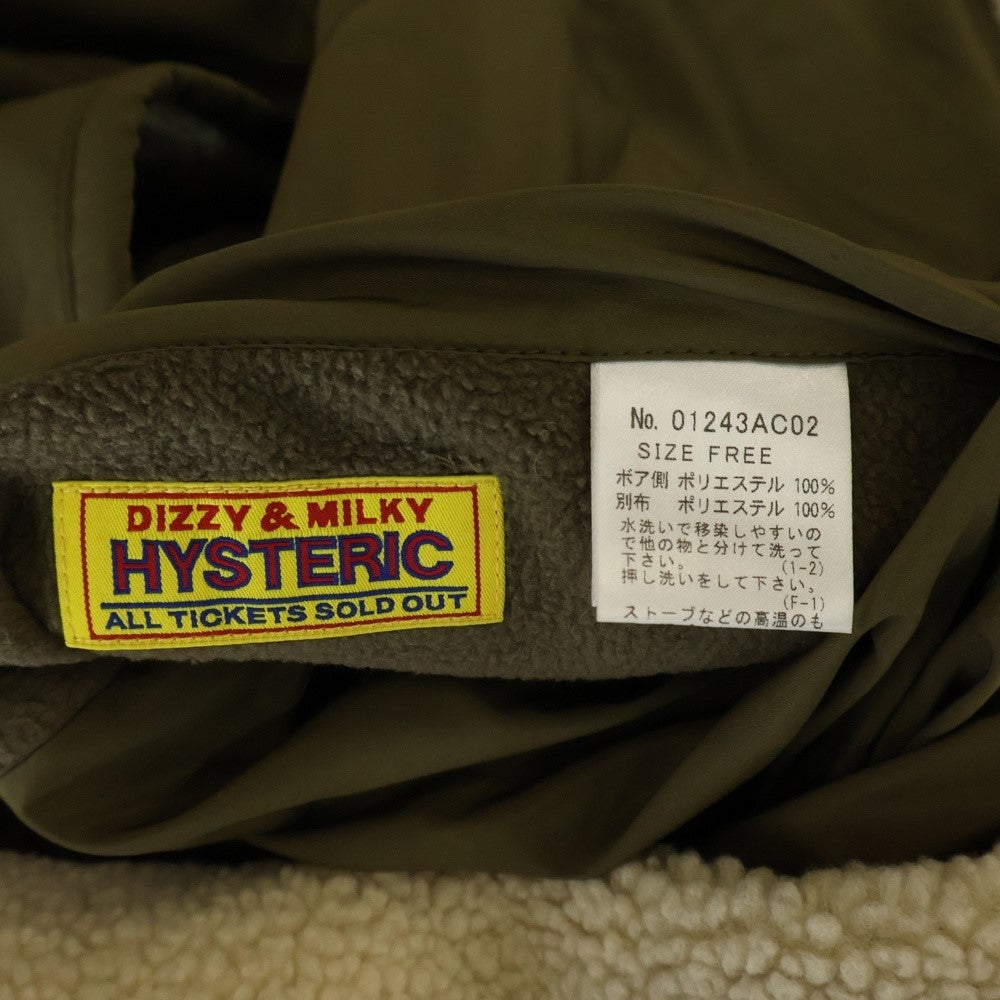 DIZZY & MILKY
HYSTERIC
ALL TICKETS SOLD OUT
No. 01243AC02
SIZE FREE
ボア側 ポリエステル 100%
別布 ポリエステル 100%
水洗いで移染しやすいの
で他の物と分けて洗って
下さい。 (1-2)
押し洗いをして下さい。
(F-1)
ストーブなどの高温のも